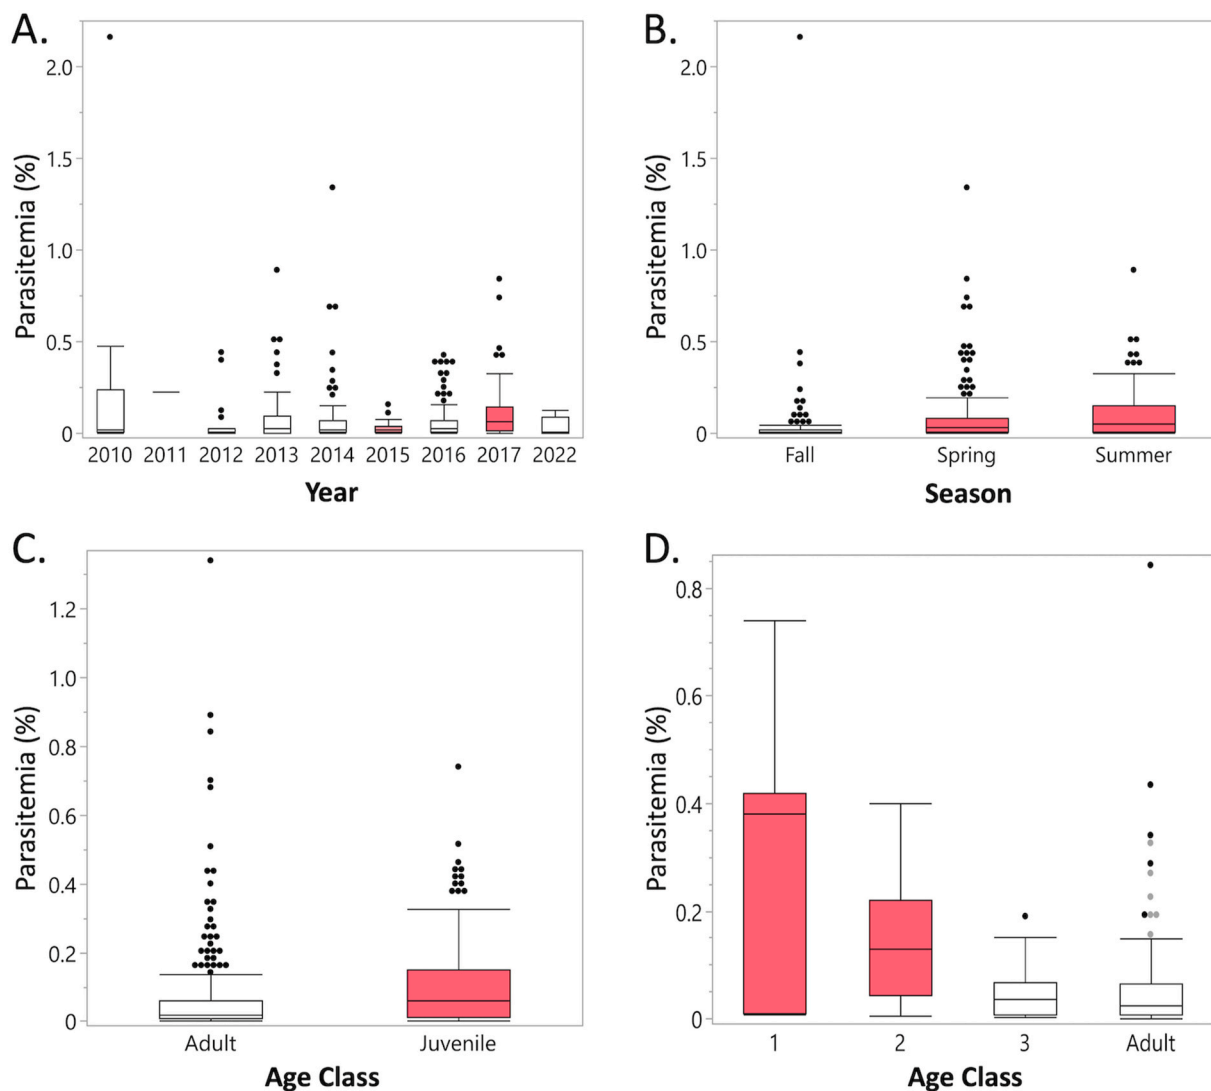 A.
Parasitemia (%)
2.0
1.5
1.0
0.5
0
2010 2011 2012 2013 2014 2015 2016 2017 2022
Year
B.
Parasitemia (%)
2.0
1.5
1.0
0.5
0
Fall Spring Summer
Season
C.
Parasitemia (%)
1.2
1.0
0.8
0.6
0.4
0.2
0
Adult Juvenile
Age Class
D.
Parasitemia (%)
0.8
0.6
0.4
0.2
0
1 2 3 Adult
Age Class